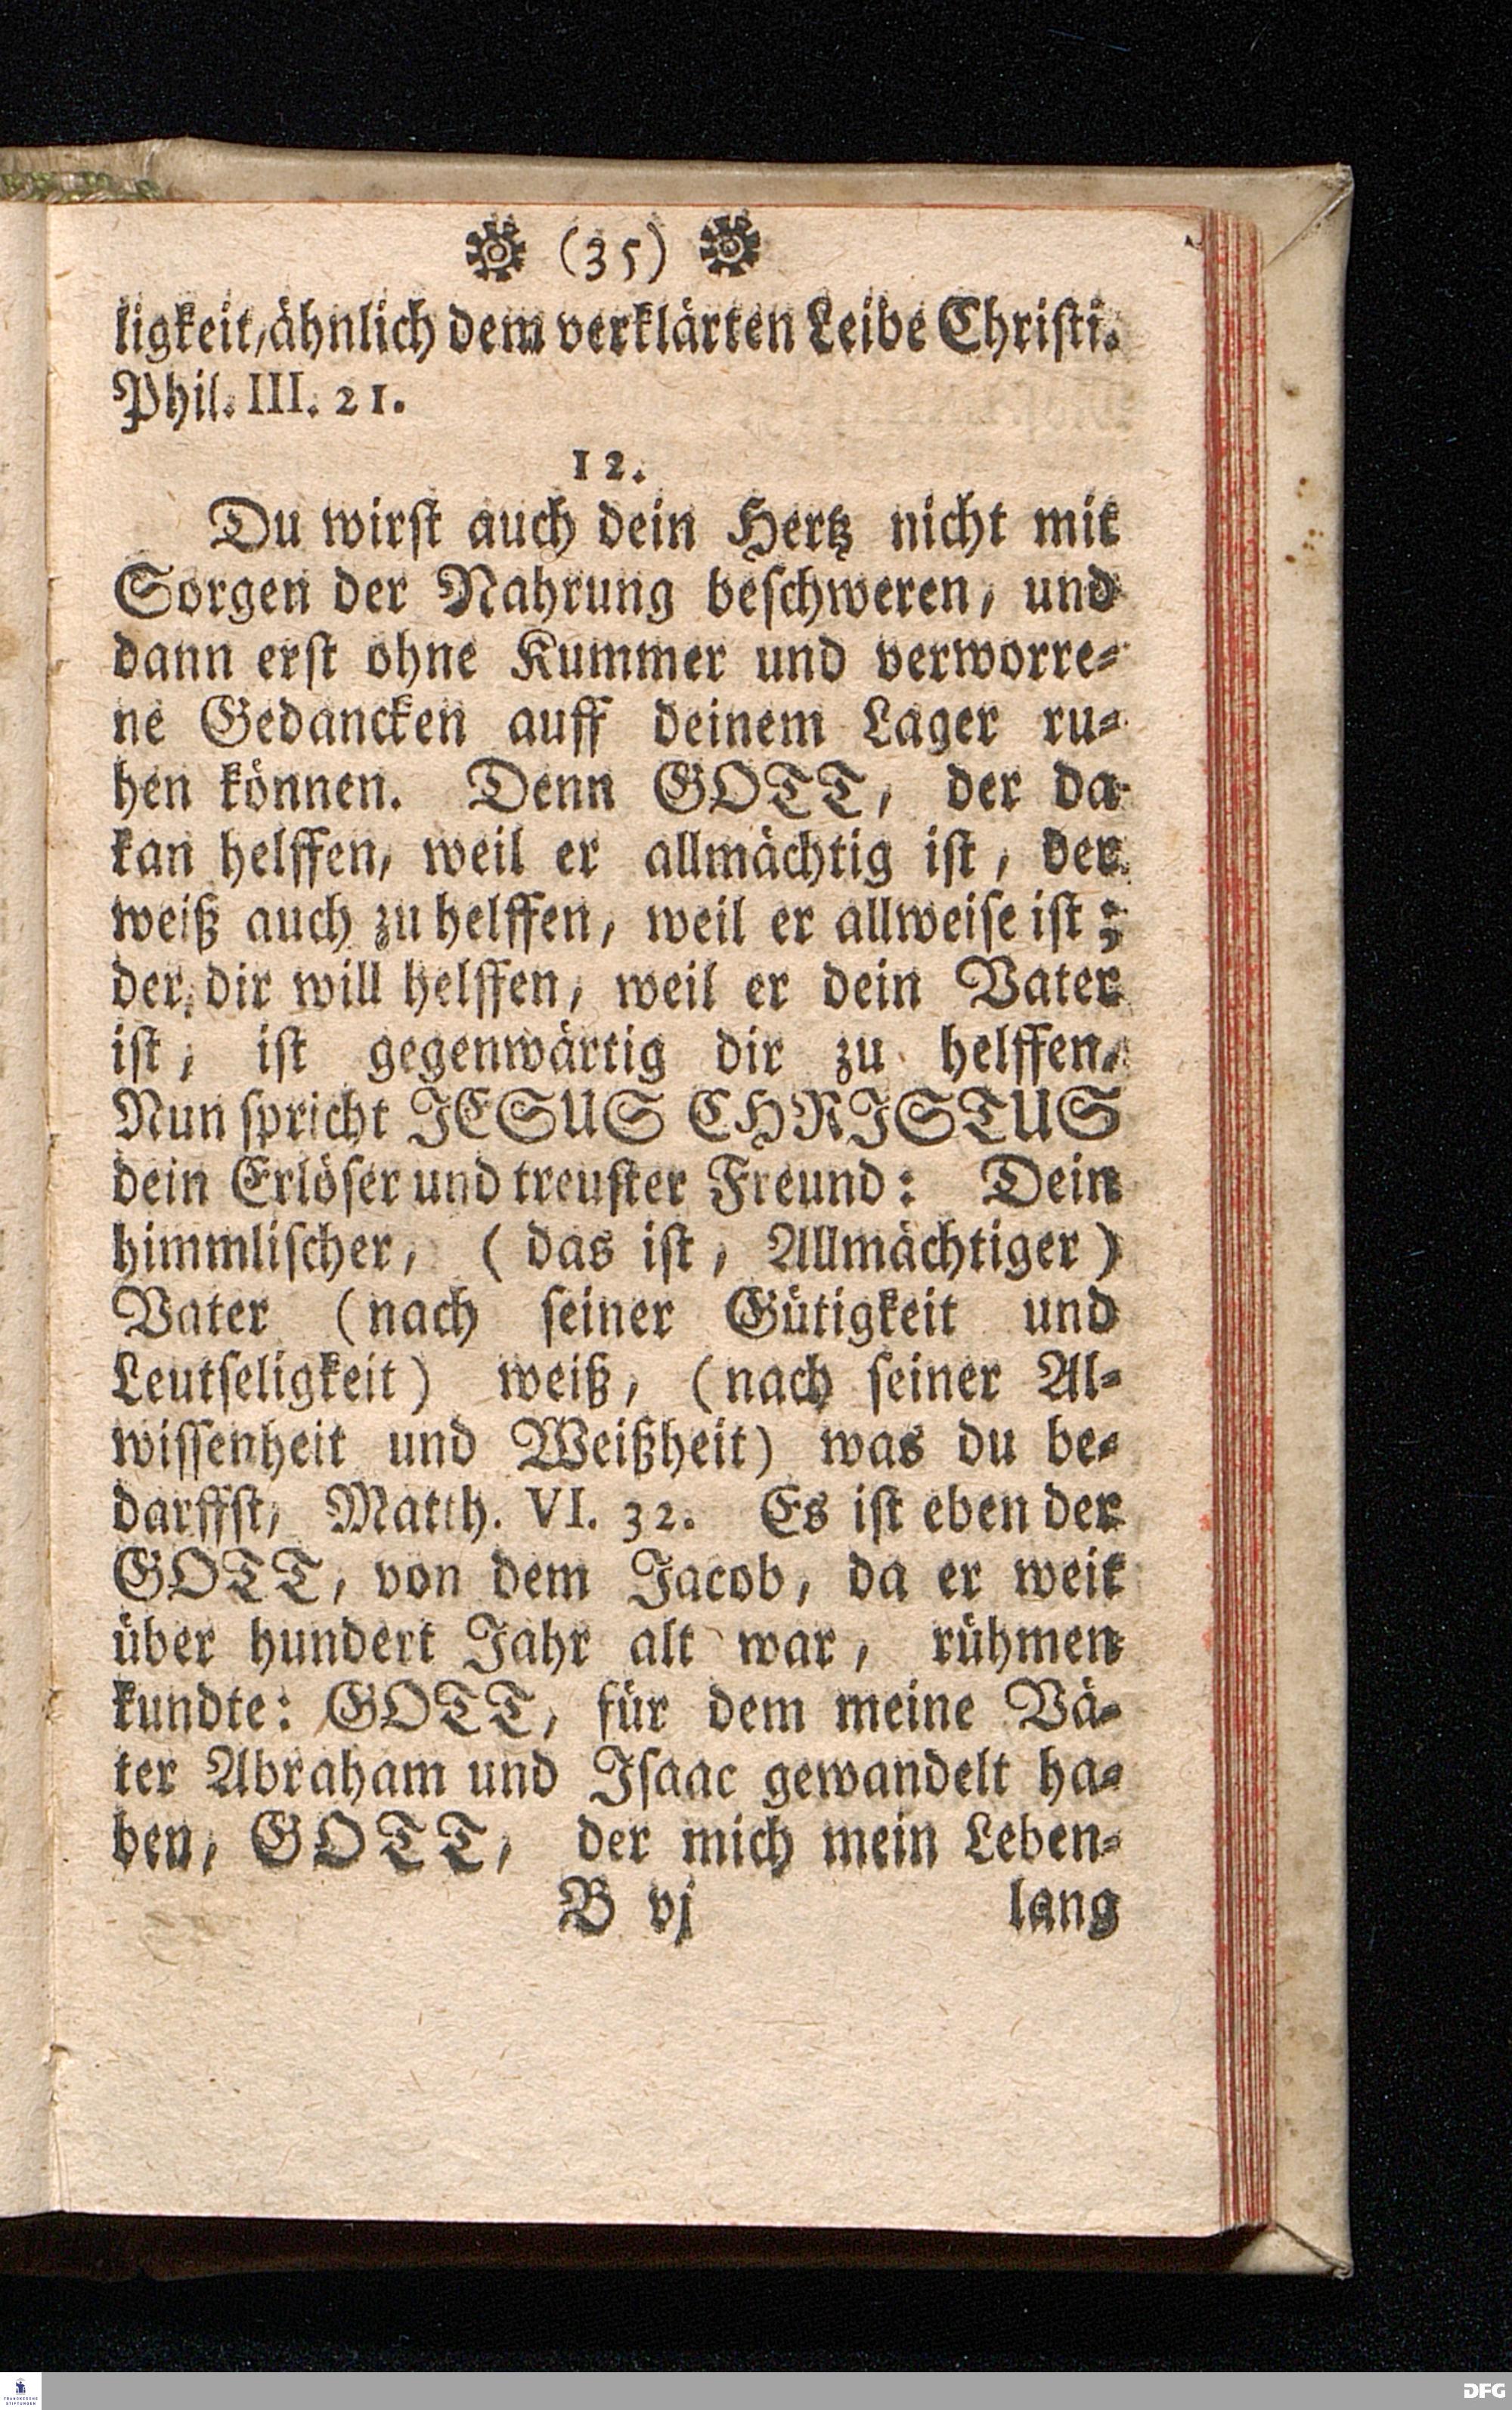 (35)
ligkeit/ähnlich dem verklärten Leibe Christi.
Phil. III. 21.
12.
Du wirst auch dein Hertz nicht mit
Sorgen der Nahrung beschweren/ und
dann erst ohne Kummer und verworre-
ne Gedancken auff deinem Lager ru-
hen können. Denn GOTT/ der da
kan helffen/ weil er allmächtig ist/ der
weiß auch zu helffen/ weil er allweise ist;
der dir will helffen/ weil er dein Vater
ist/ ist gegenwärtig dir zu helffen.
Nun spricht JESUS CHRISTUS
dein Erlöser und treuster Freund: Dein
himmlischer/ (das ist/ Allmächtiger)
Vater (nach seiner Gütigkeit und
Leutseligkeit) weiß/ (nach seiner Al-
wissenheit und Weißheit) was du be-
darffst/ Matth. VI. 32. Es ist eben der
GOTT/ von dem Jacob/ da er weit
über hundert Jahr alt war/ rühmen
kundte: GOTT/ für dem meine Vä-
ter Abraham und Isaac gewandelt ha-
ben/ GOTT/ der mich mein Leben-
B vj lang
FRANCKESCHE
STIFTUNGEN
DFG